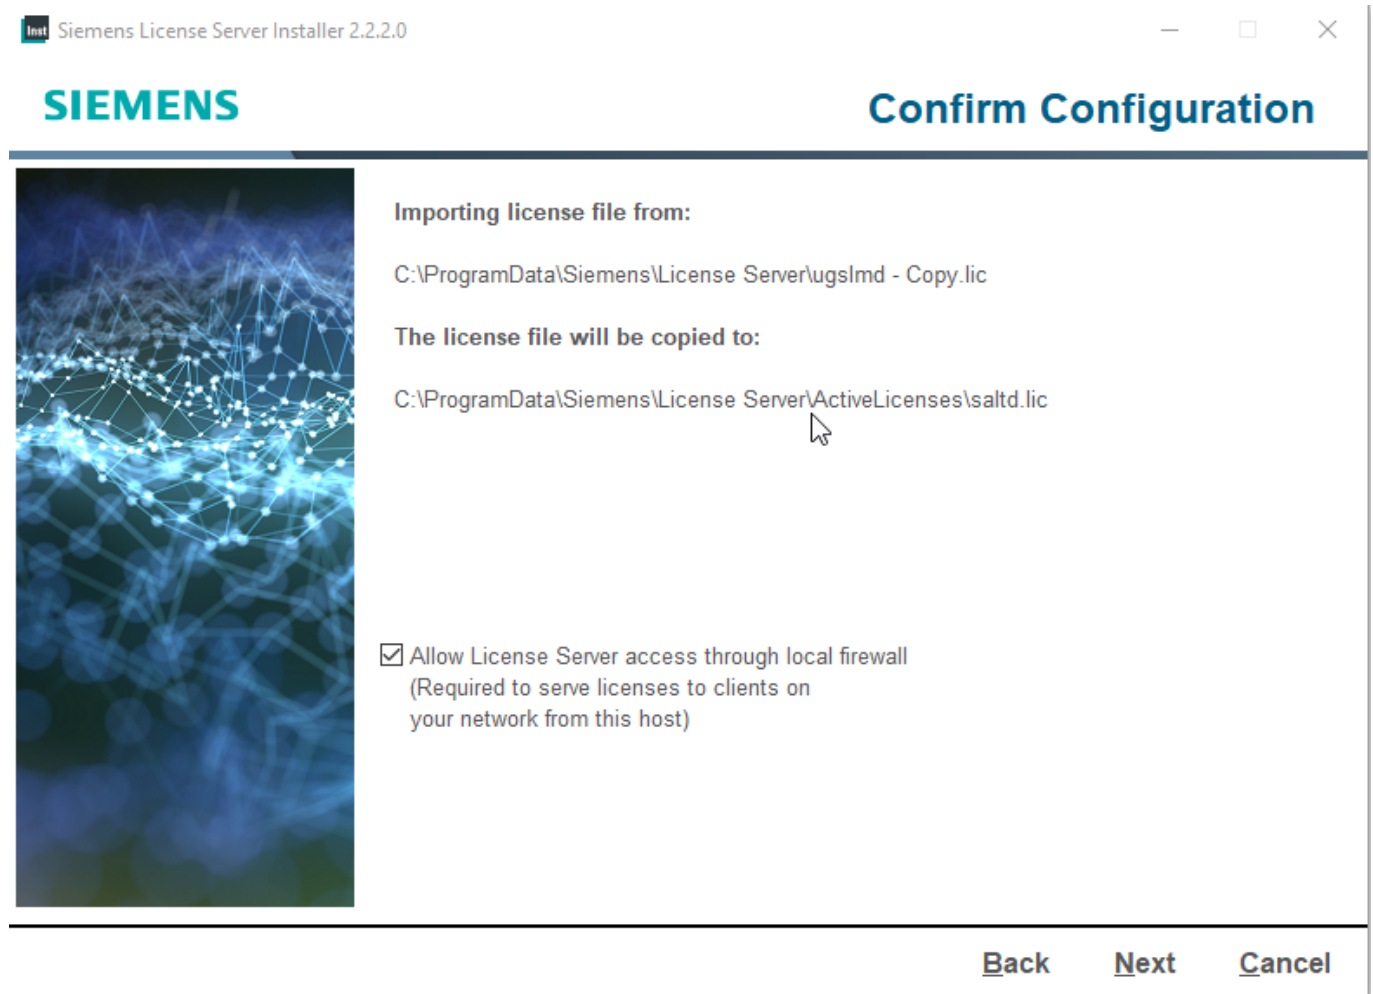 Inst Siemens License Server Installer 2.2.2.0
SIEMENS
Confirm Configuration
Importing license file from:
C:\ProgramData\Siemens\License Server\ugslmd - Copy.lic
The license file will be copied to:
C:\ProgramData\Siemens\License Server\ActiveLicenses\saltd.lic
Allow License Server access through local firewall
(Required to serve licenses to clients on
your network from this host)
Back Next Cancel